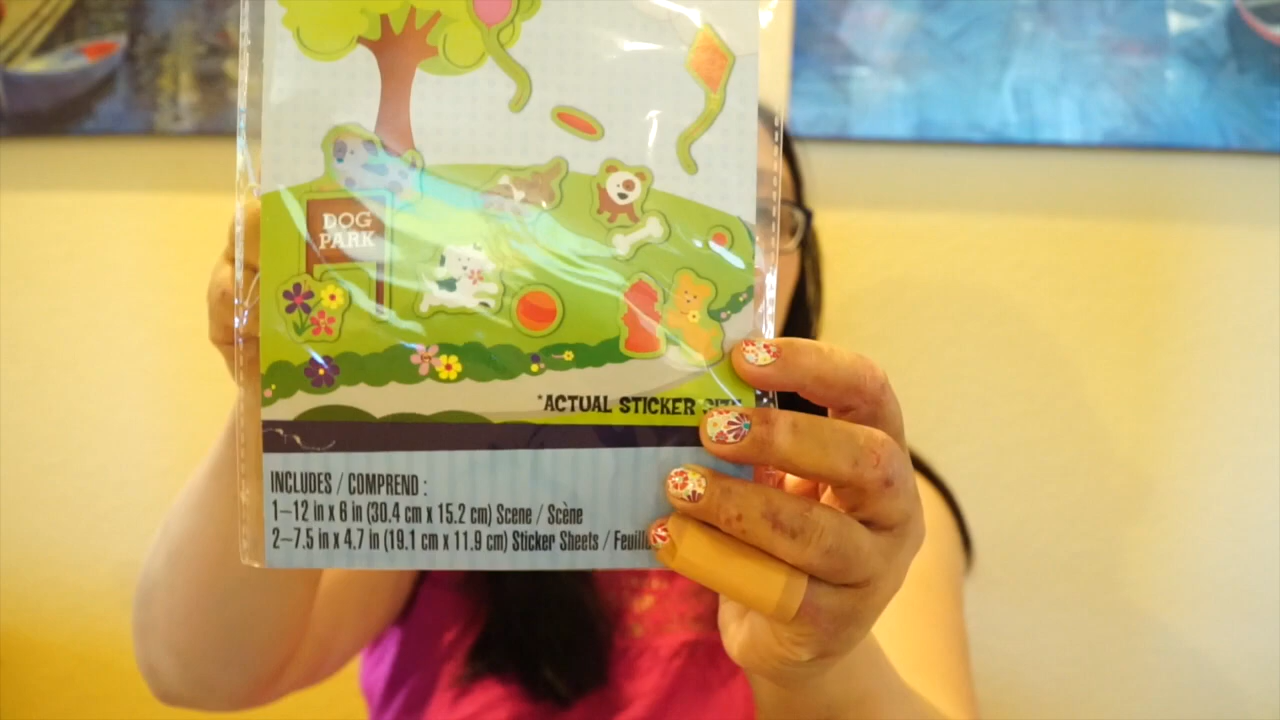 DOG
PARK
*ACTUAL STICKER
INCLUDES / COMPREND :
1–12 in x 6 in (30.4 cm x 15.2 cm) Scene / Scène
2–7.5 in x 4.7 in (19.1 cm x 11.9 cm) Sticker Sheets /